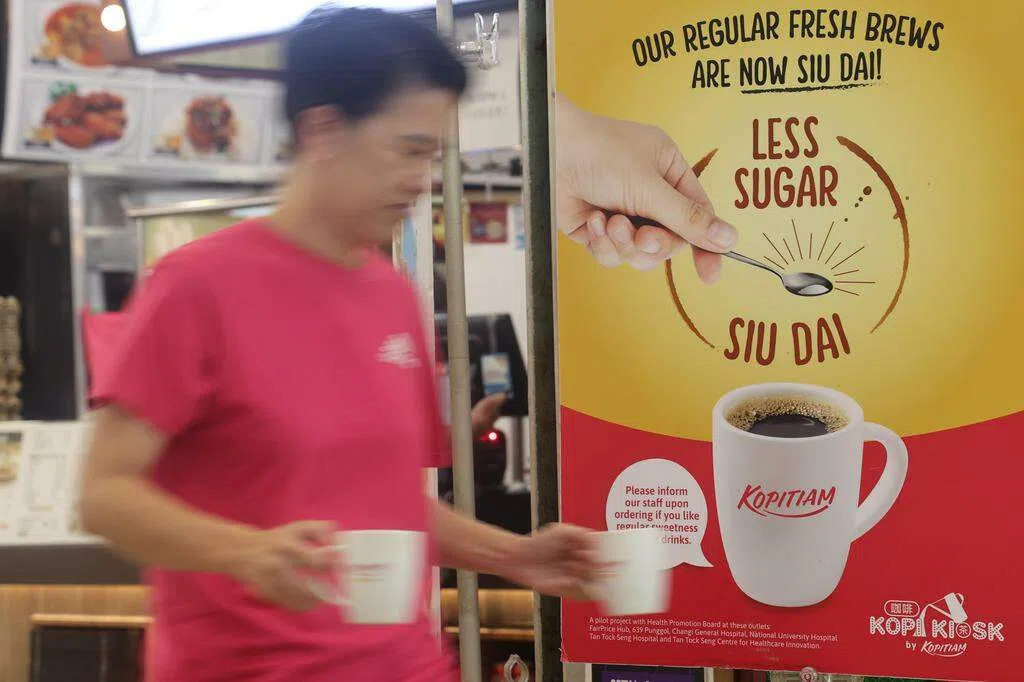 OUR REGULAR FRESH BREWS
ARE NOW SIU DAI!
LESS
SUGAR
SIU DAI
KOPITIAM
Please inform
our staff upon
ordering if you like
regular sweetness
drinks.
A pilot project with Health Promotion Board at these outlets
FairPrice Hub, 639 Punggol, Changi General Hospital, National University Hospital
Tan Tock Seng Hospital and Tan Tock Seng Centre for Healthcare Innovation.
咖啡
KOPI KIOSK
茶
by KOPITIAM